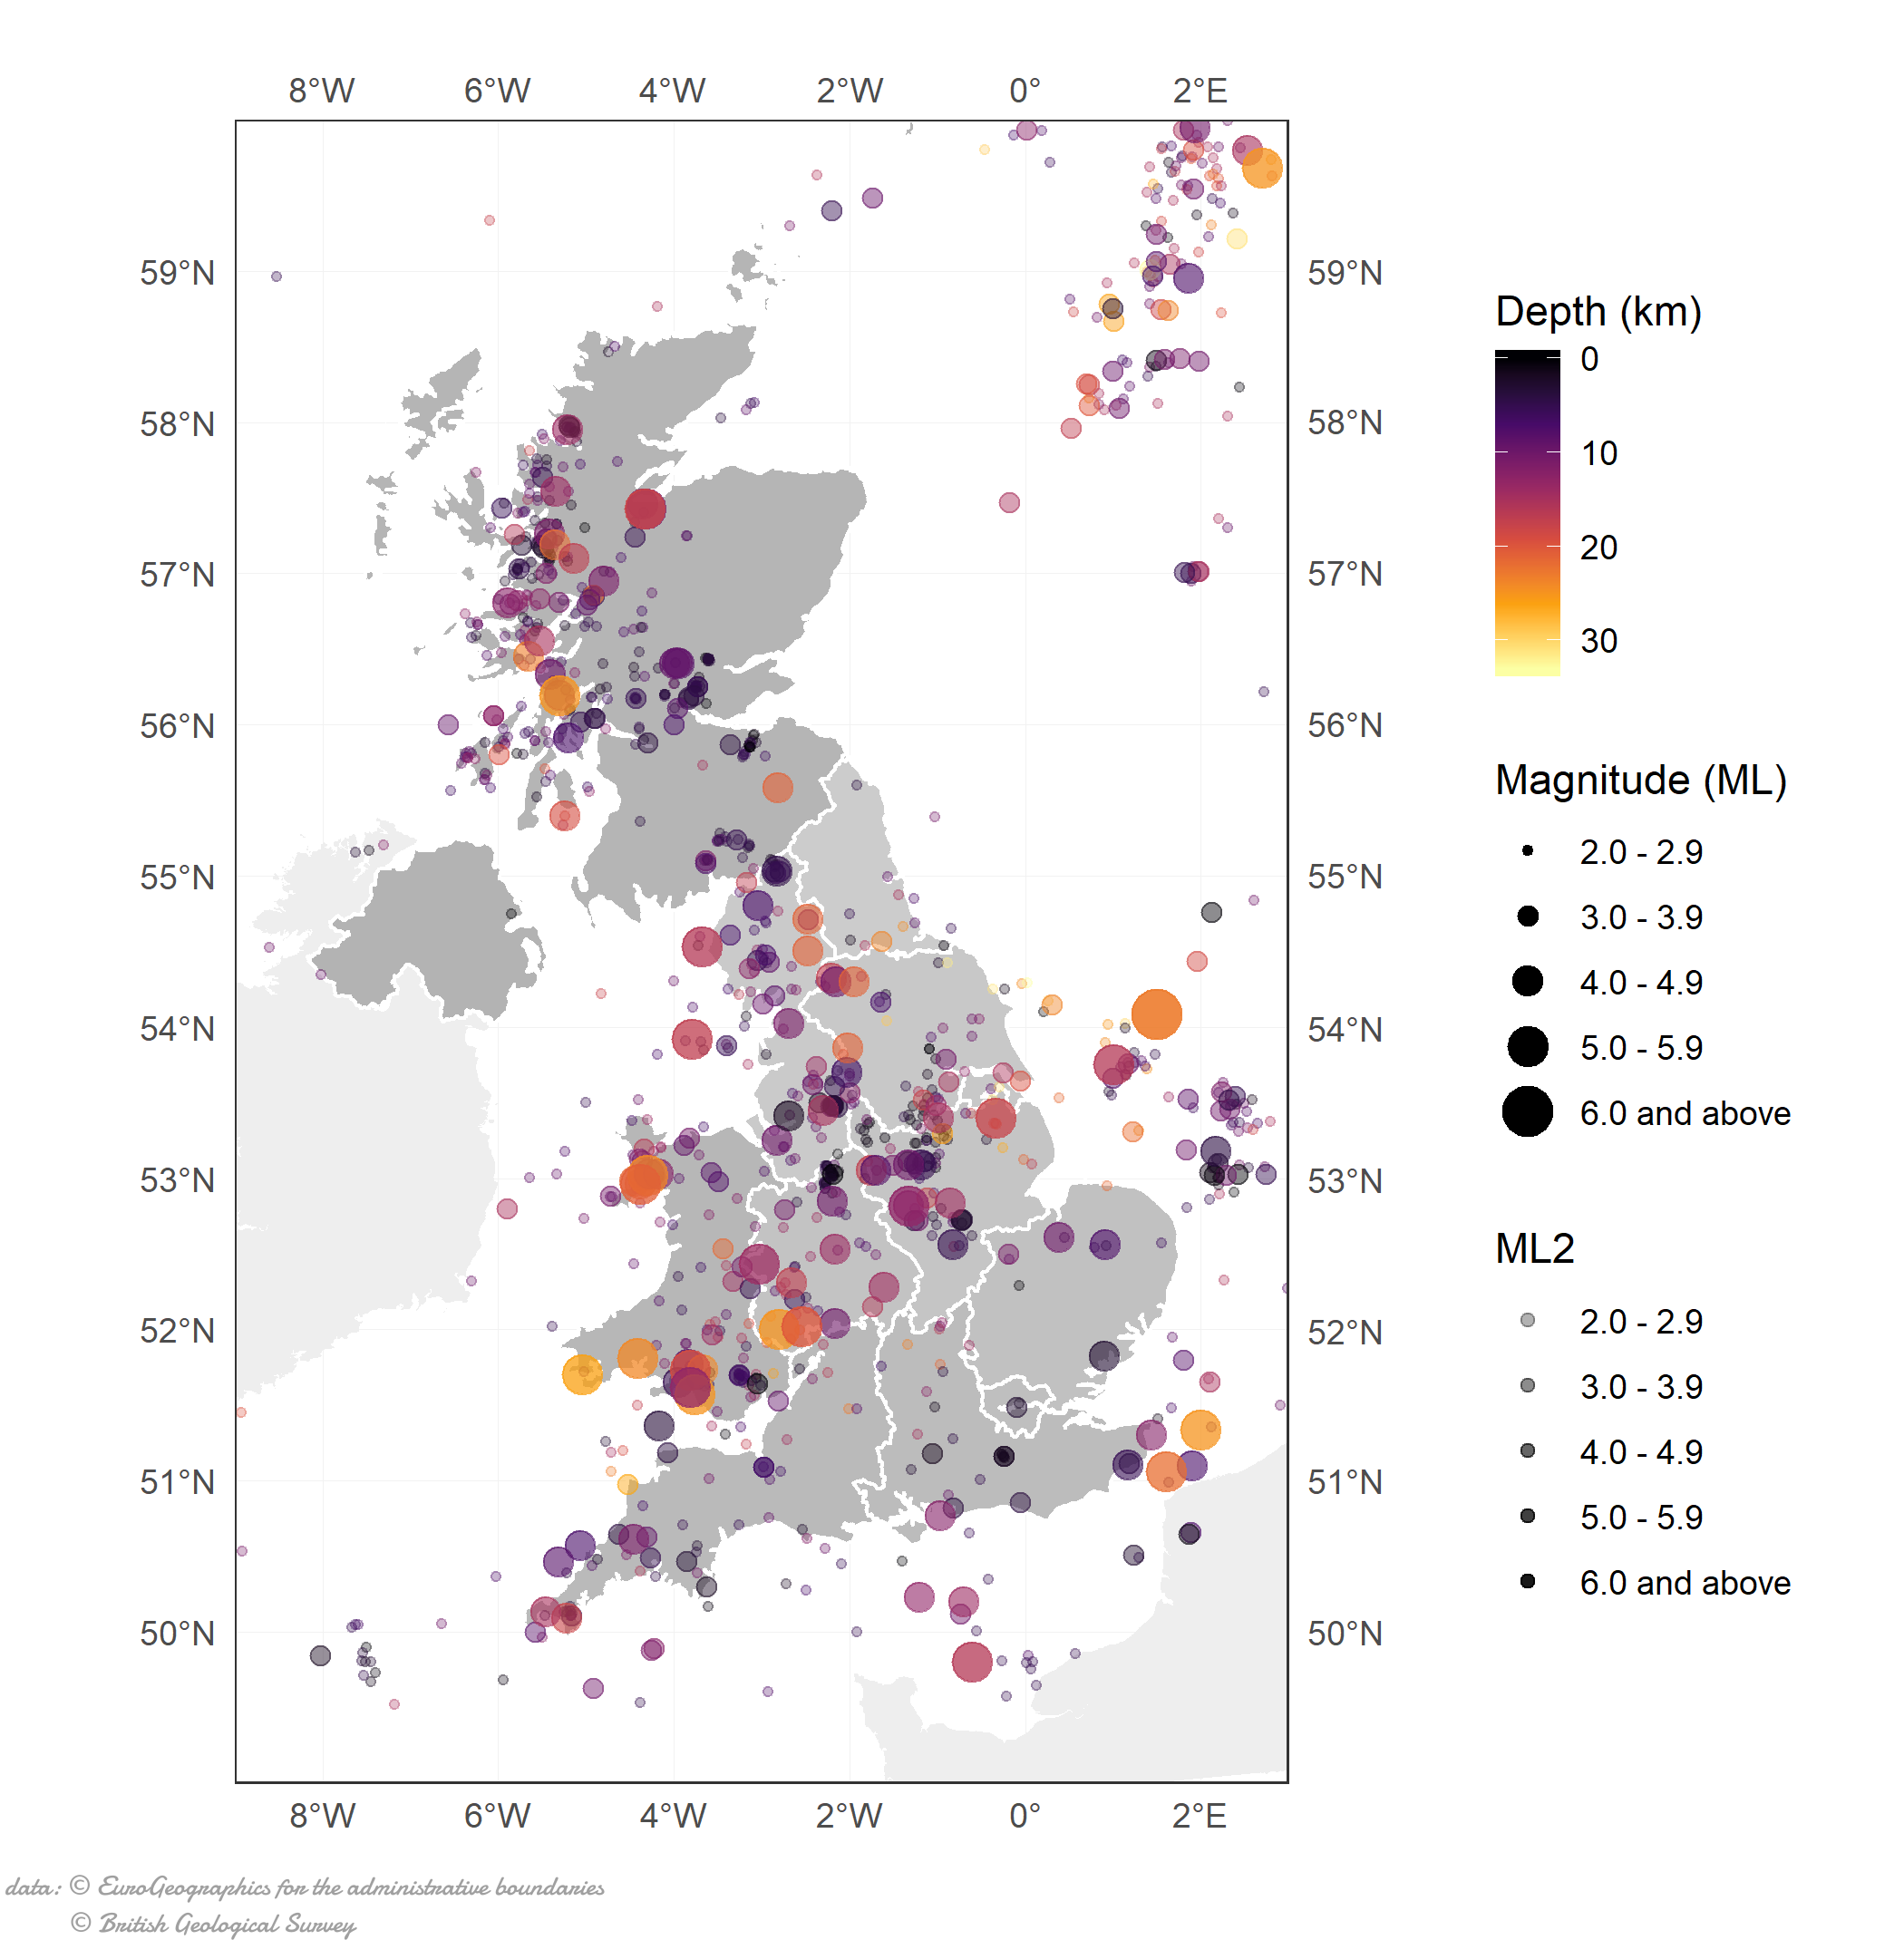 8°W 6°W 4°W 2°W 0° 2°E
59°N 59°N
58°N 58°N
57°N 57°N
56°N 56°N
55°N 55°N
54°N 54°N
53°N 53°N
52°N 52°N
51°N 51°N
50°N 50°N
8°W 6°W 4°W 2°W 0° 2°E
Depth (km)
0
10
20
30
Magnitude (ML)
2.0 - 2.9
3.0 - 3.9
4.0 - 4.9
5.0 - 5.9
6.0 and above
ML2
2.0 - 2.9
3.0 - 3.9
4.0 - 4.9
5.0 - 5.9
6.0 and above
data: © EuroGeographics for the administrative boundaries
© British Geological Survey